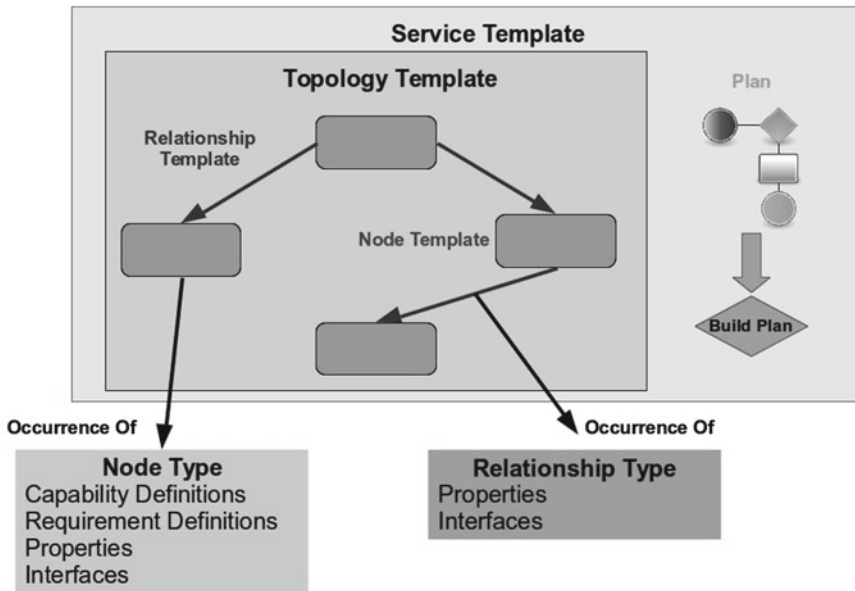 Service Template
Topology Template
Relationship
Template
Node Template
Plan
Build Plan
Occurrence Of
Occurrence Of
Node Type
Capability Definitions
Requirement Definitions
Properties
Interfaces
Relationship Type
Properties
Interfaces